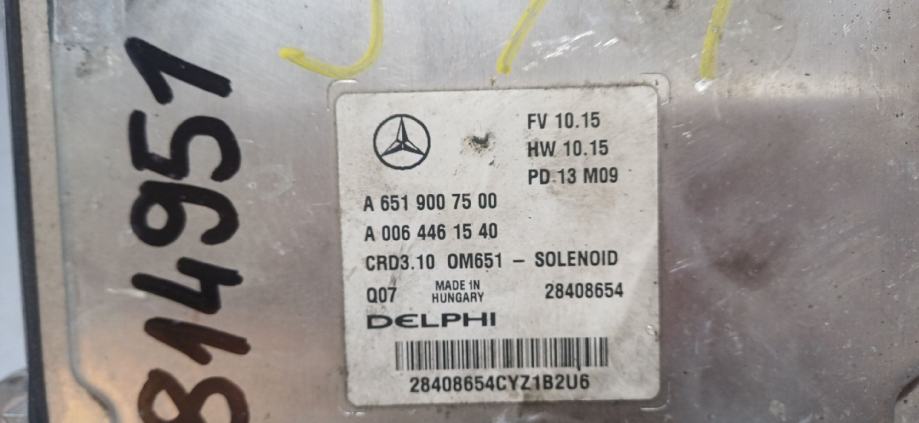 814951
FV 10.15
HW 10.15
PD 13 M09
A 651 900 75 00
A 006 446 15 40
CRD3.10 OM651 – SOLENOID
Q07 MADE IN HUNGARY 28408654
DELPHI
28408654CYZ1B2U6